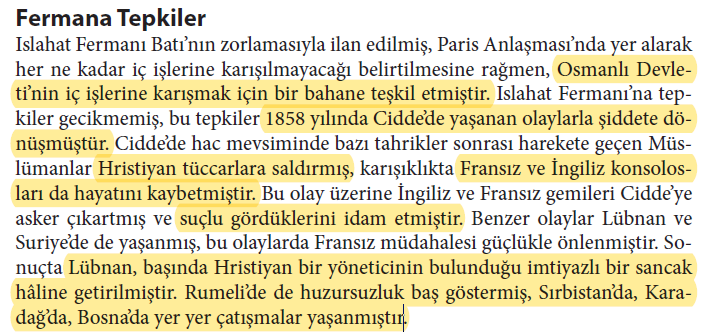 Fermana Tepkiler
Islahat Fermanı Batı’nın zorlamasıyla ilan edilmiş, Paris Anlaşması’nda yer alarak
her ne kadar iç işlerine karışılmayacağı belirtilmesine rağmen, Osmanlı Devle-
ti’nin iç işlerine karışmak için bir bahane teşkil etmiştir. Islahat Fermanı’na tep-
kiler gecikmemiş, bu tepkiler 1858 yılında Cidde’de yaşanan olaylarla şiddete dö-
nüşmüştür. Cidde’de hac mevsiminde bazı tahrikler sonrası harekete geçen Müs-
lümanlar Hristiyan tüccarlara saldırmış, karışıklıkta Fransız ve İngiliz konsolos-
ları da hayatını kaybetmiştir. Bu olay üzerine İngiliz ve Fransız gemileri Cidde’ye
asker çıkartmış ve suçlu gördüklerini idam etmiştir. Benzer olaylar Lübnan ve
Suriye’de de yaşanmış, bu olaylarda Fransız müdahalesi güçlükle önlenmiştir. So-
nuçta Lübnan, başında Hristiyan bir yöneticinin bulunduğu imtiyazlı bir sancak
hâline getirilmiştir. Rumeli’de de huzursuzluk baş göstermiş, Sırbistan’da, Kara-
dağ’da, Bosna’da yer yer çatışmalar yaşanmıştır.